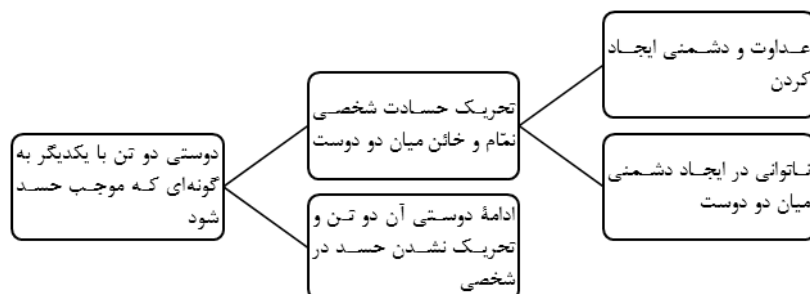 دوستی دو تن با یکدیگر به
گونه‌ای که موجب حسد
شود
تحریک حسادت شخصی
نمّام و خائن میان دو دوست
ادامهٔ دوستی آن دو تن و
تحریک نشدن حسد در
شخصی
عداوت و دشمنی ایجاد
کردن
ناتوانی در ایجاد دشمنی
میان دو دوست